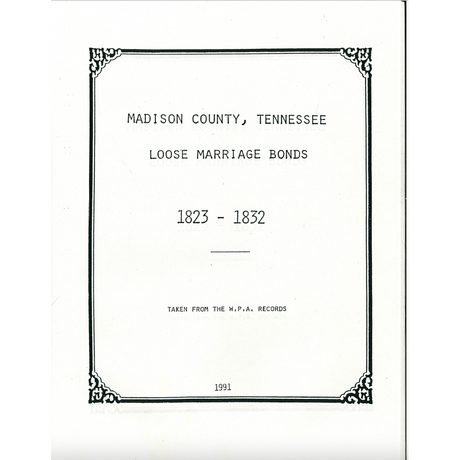 MADISON COUNTY, TENNESSEE
LOOSE MARRIAGE BONDS
1823 - 1832
TAKEN FROM THE W.P.A. RECORDS
1991